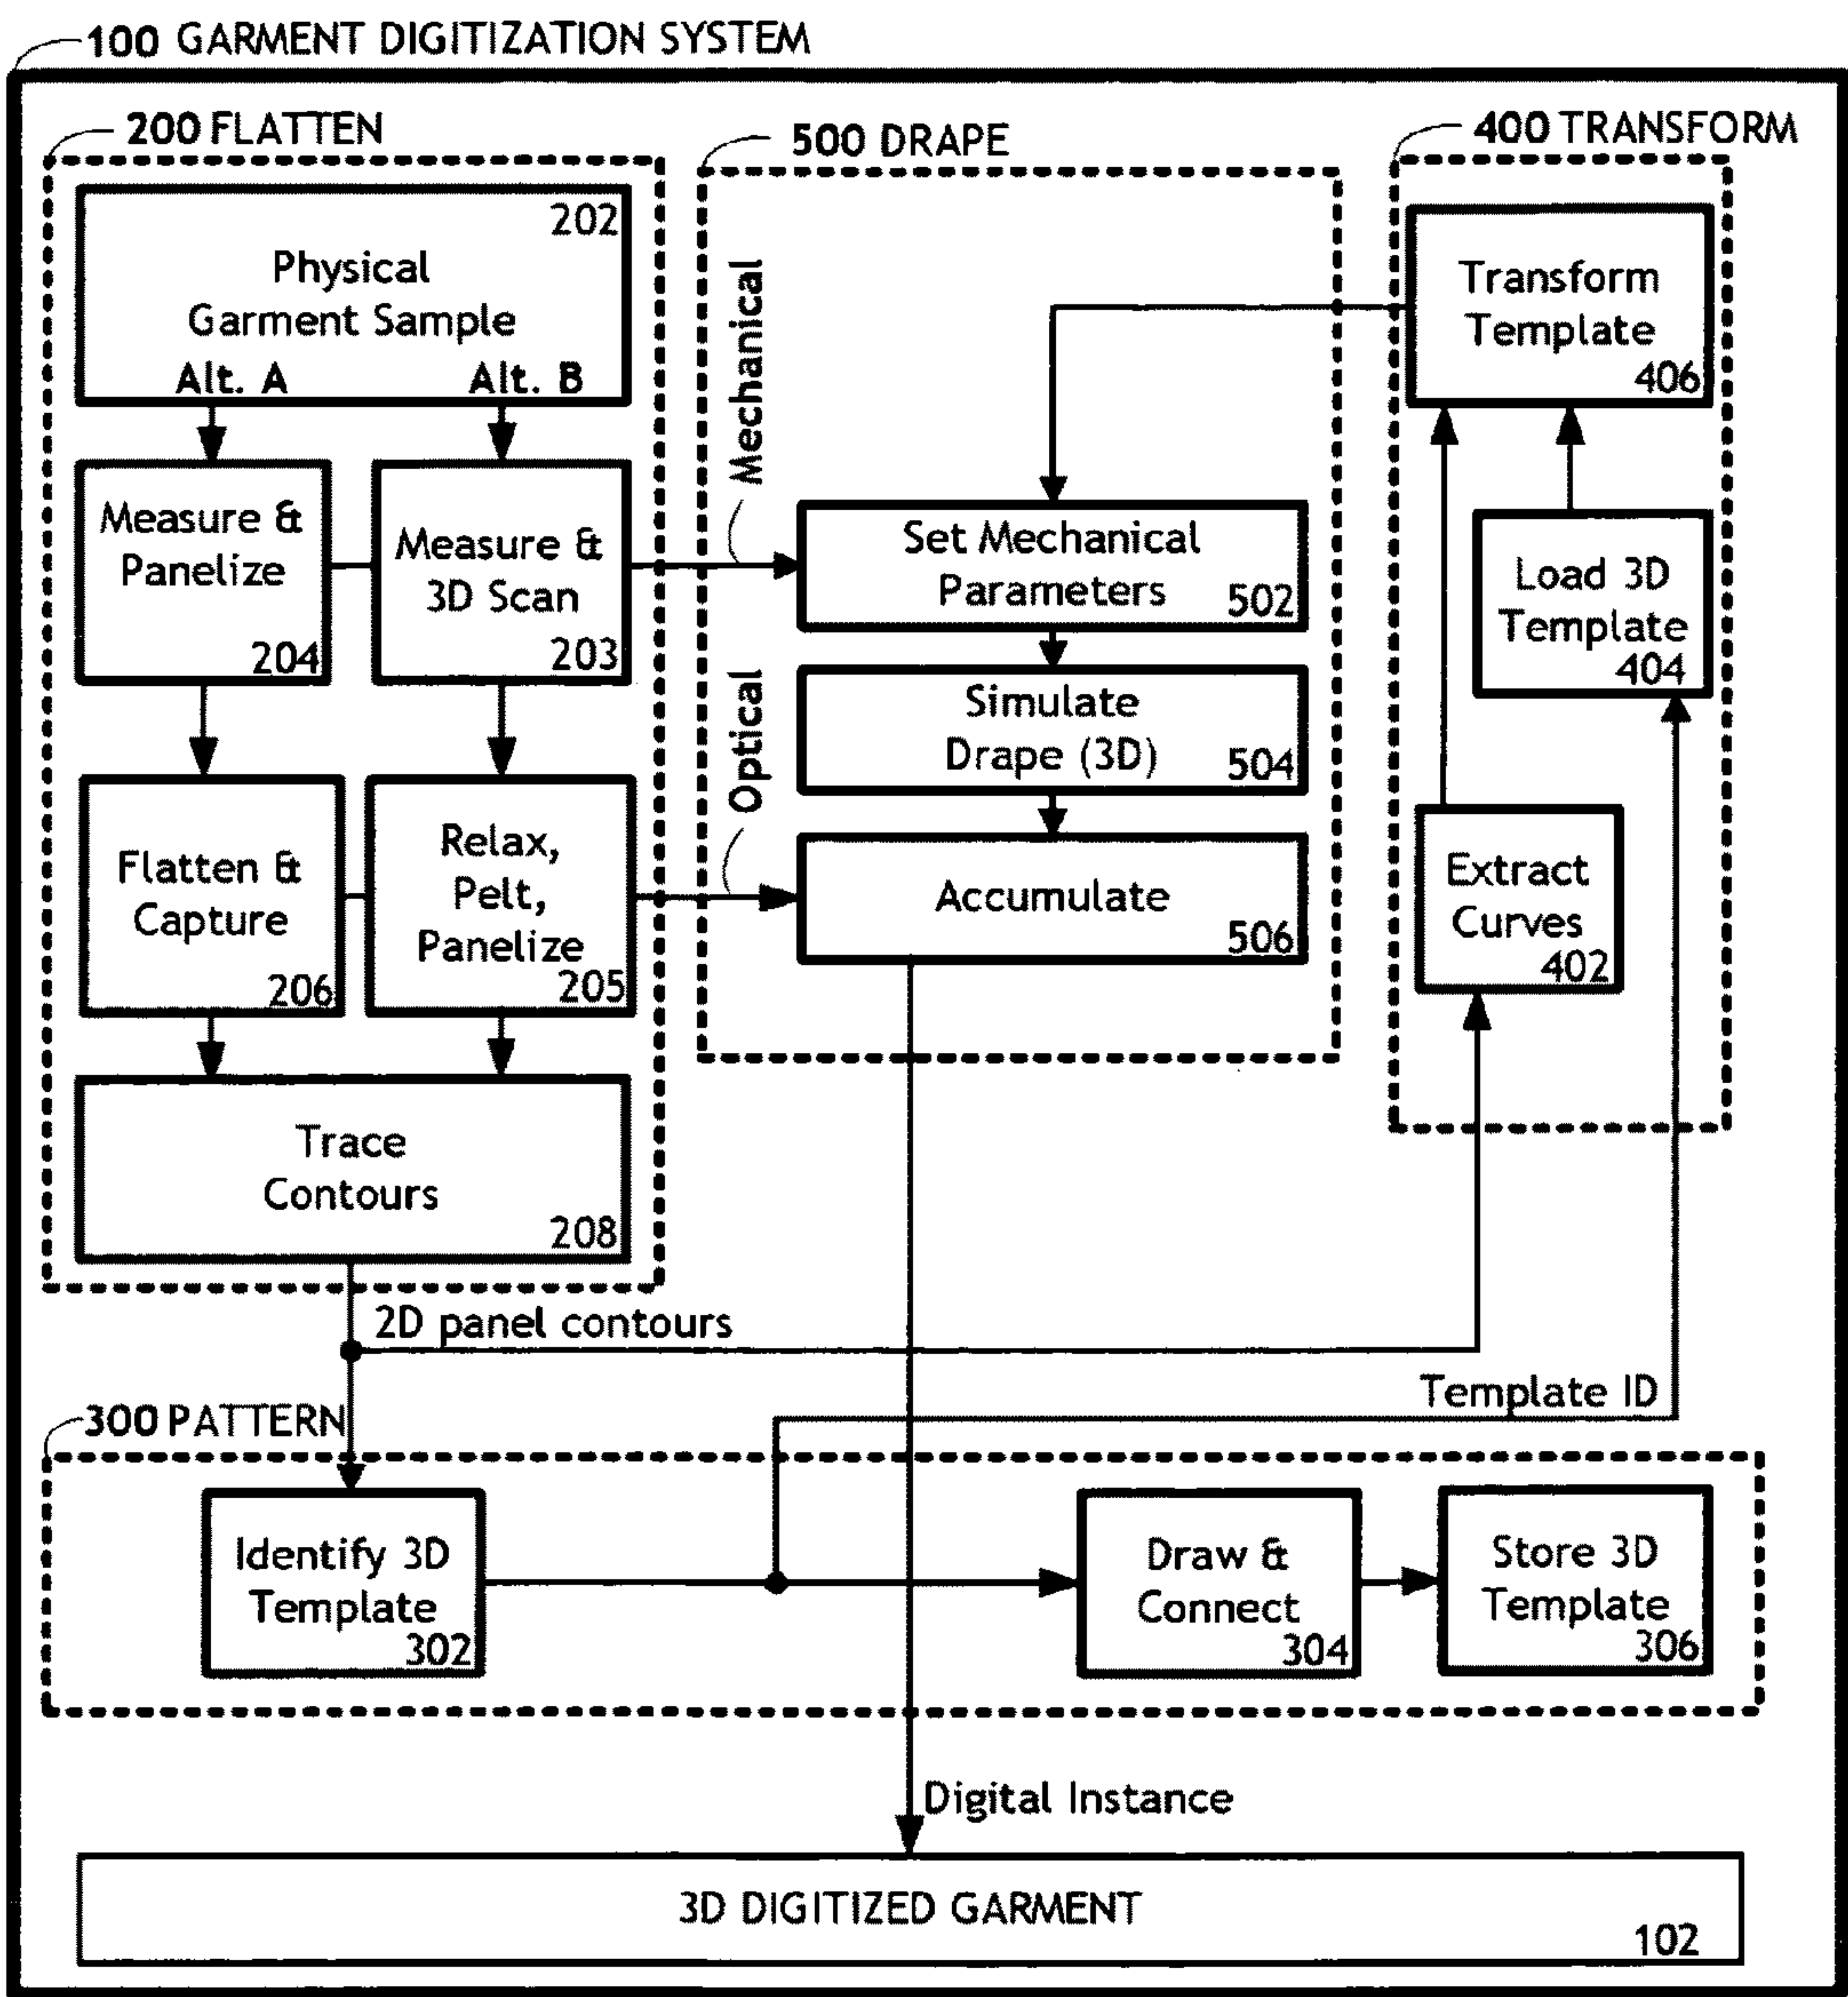 100 GARMENT DIGITIZATION SYSTEM
200 FLATTEN
202
Physical
Garment Sample
Alt. A
Alt. B
Measure &
Panelize
204
Measure &
3D Scan
203
Flatten &
Capture
206
Relax,
Pelt,
Panelize
205
Trace
Contours
208
500 DRAPE
Mechanical
Optical
Set Mechanical
Parameters
502
Simulate
Drape (3D)
504
Accumulate
506
400 TRANSFORM
Transform
Template
406
Load 3D
Template
404
Extract
Curves
402
2D panel contours
Template ID
300 PATTERN
Identify 3D
Template
302
Draw &
Connect
304
Store 3D
Template
306
Digital Instance
3D DIGITIZED GARMENT
102